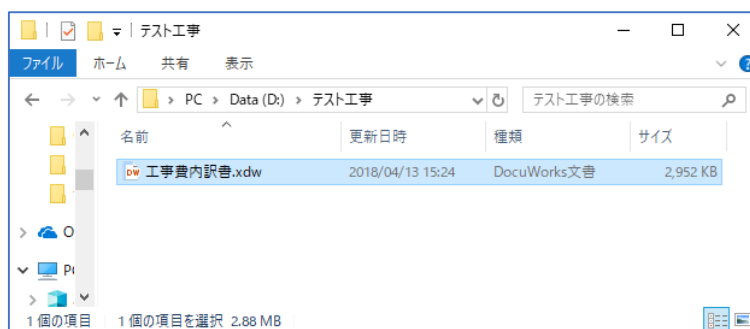 テスト工事
ファイル ホーム 共有 表示
PC > Data (D:) > テスト工事 テスト工事の検索
名前 更新日時 種類 サイズ
DW 工事費内訳書.xdw 2018/04/13 15:24 DocuWorks文書 2,952 KB
O
PC
1 個の項目 1 個の項目を選択 2.88 MB